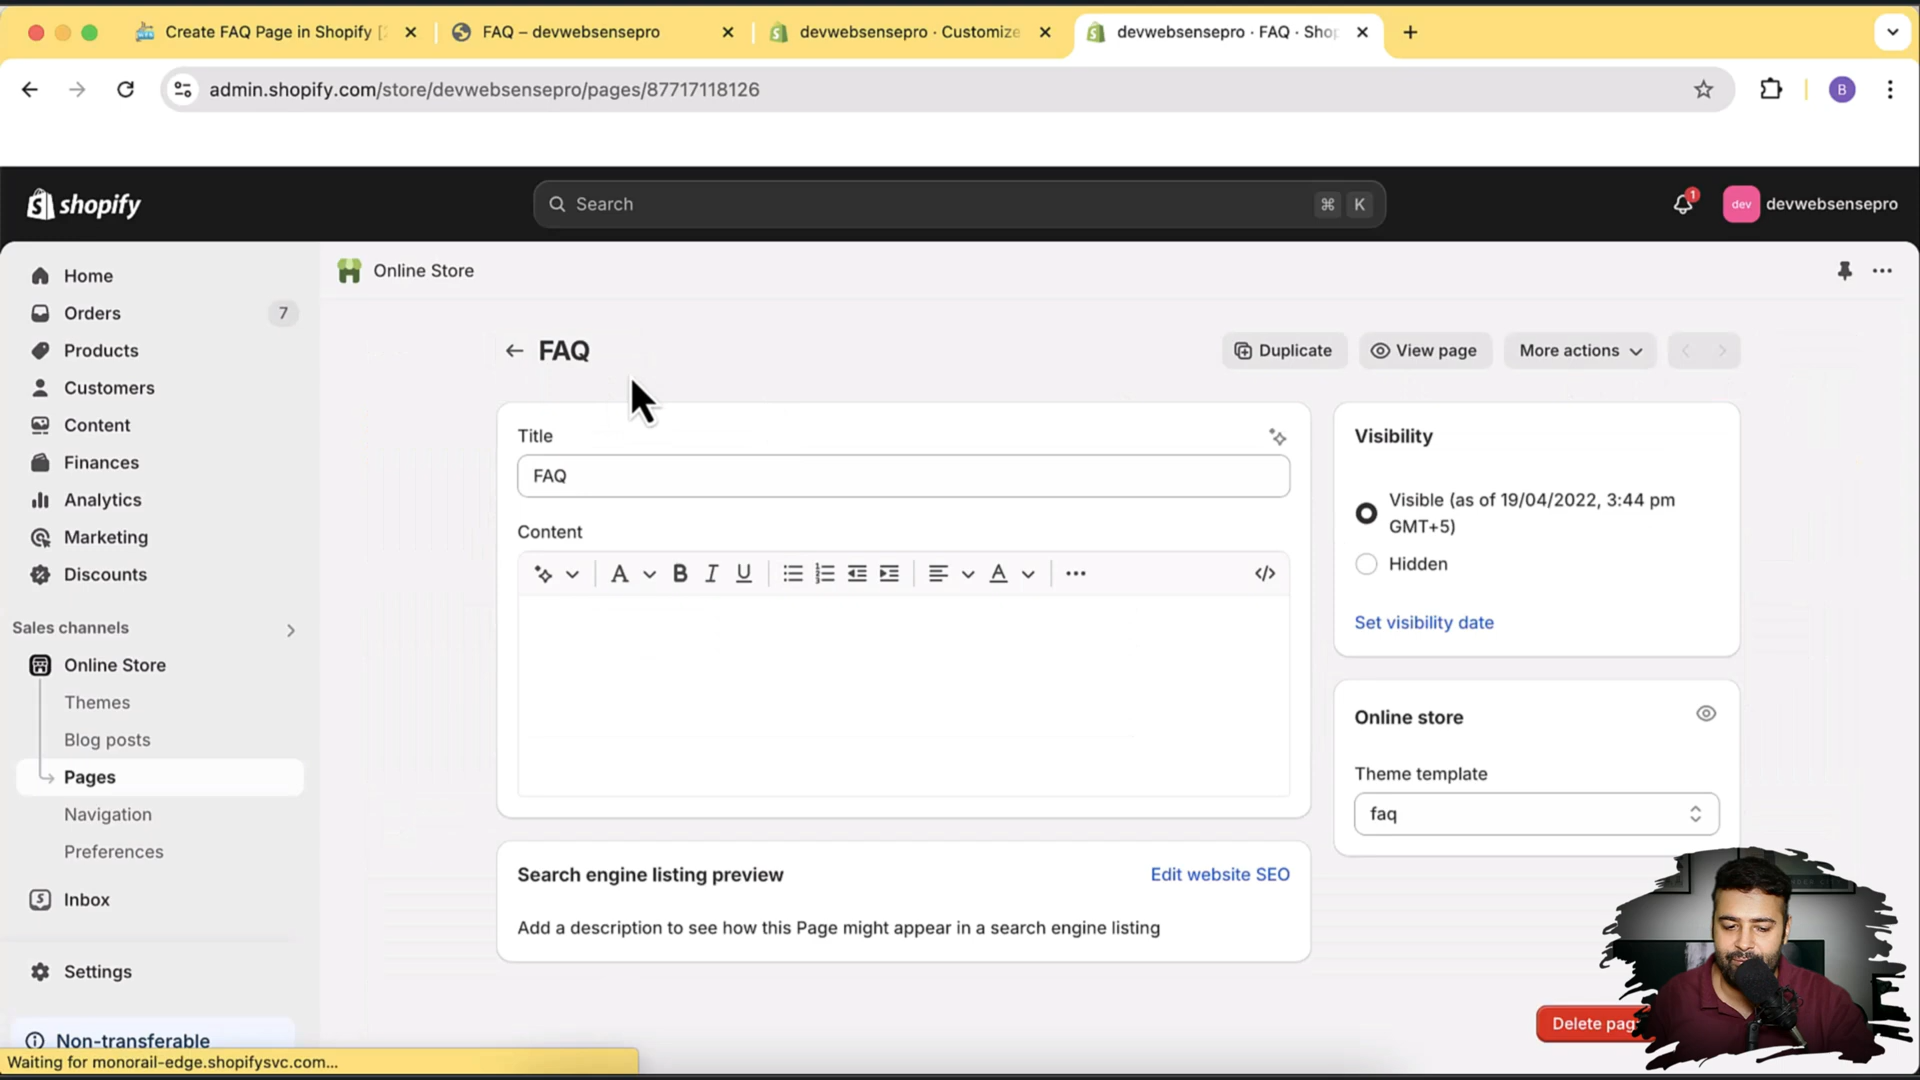 Create FAQ Page in Shopify [
FAQ – devwebsensepro
devwebsensepro · Customize
devwebsensepro · FAQ · Shop
admin.shopify.com/store/devwebsensepro/pages/87717118126
B
shopify
Search
⌘ K
1
dev
devwebsensepro
Home
Orders
7
Products
Customers
Content
Finances
Analytics
Marketing
Discounts
Sales channels
Online Store
Themes
Blog posts
Pages
Navigation
Preferences
Inbox
Settings
Non-transferable
Waiting for monorail-edge.shopifysvc.com...
Online Store
FAQ
Duplicate
View page
More actions
Title
FAQ
Content
A
B
I
U
A
</>
Search engine listing preview
Edit website SEO
Add a description to see how this Page might appear in a search engine listing
Visibility
Visible (as of 19/04/2022, 3:44 pm
GMT+5)
Hidden
Set visibility date
Online store
Theme template
faq
Delete pag